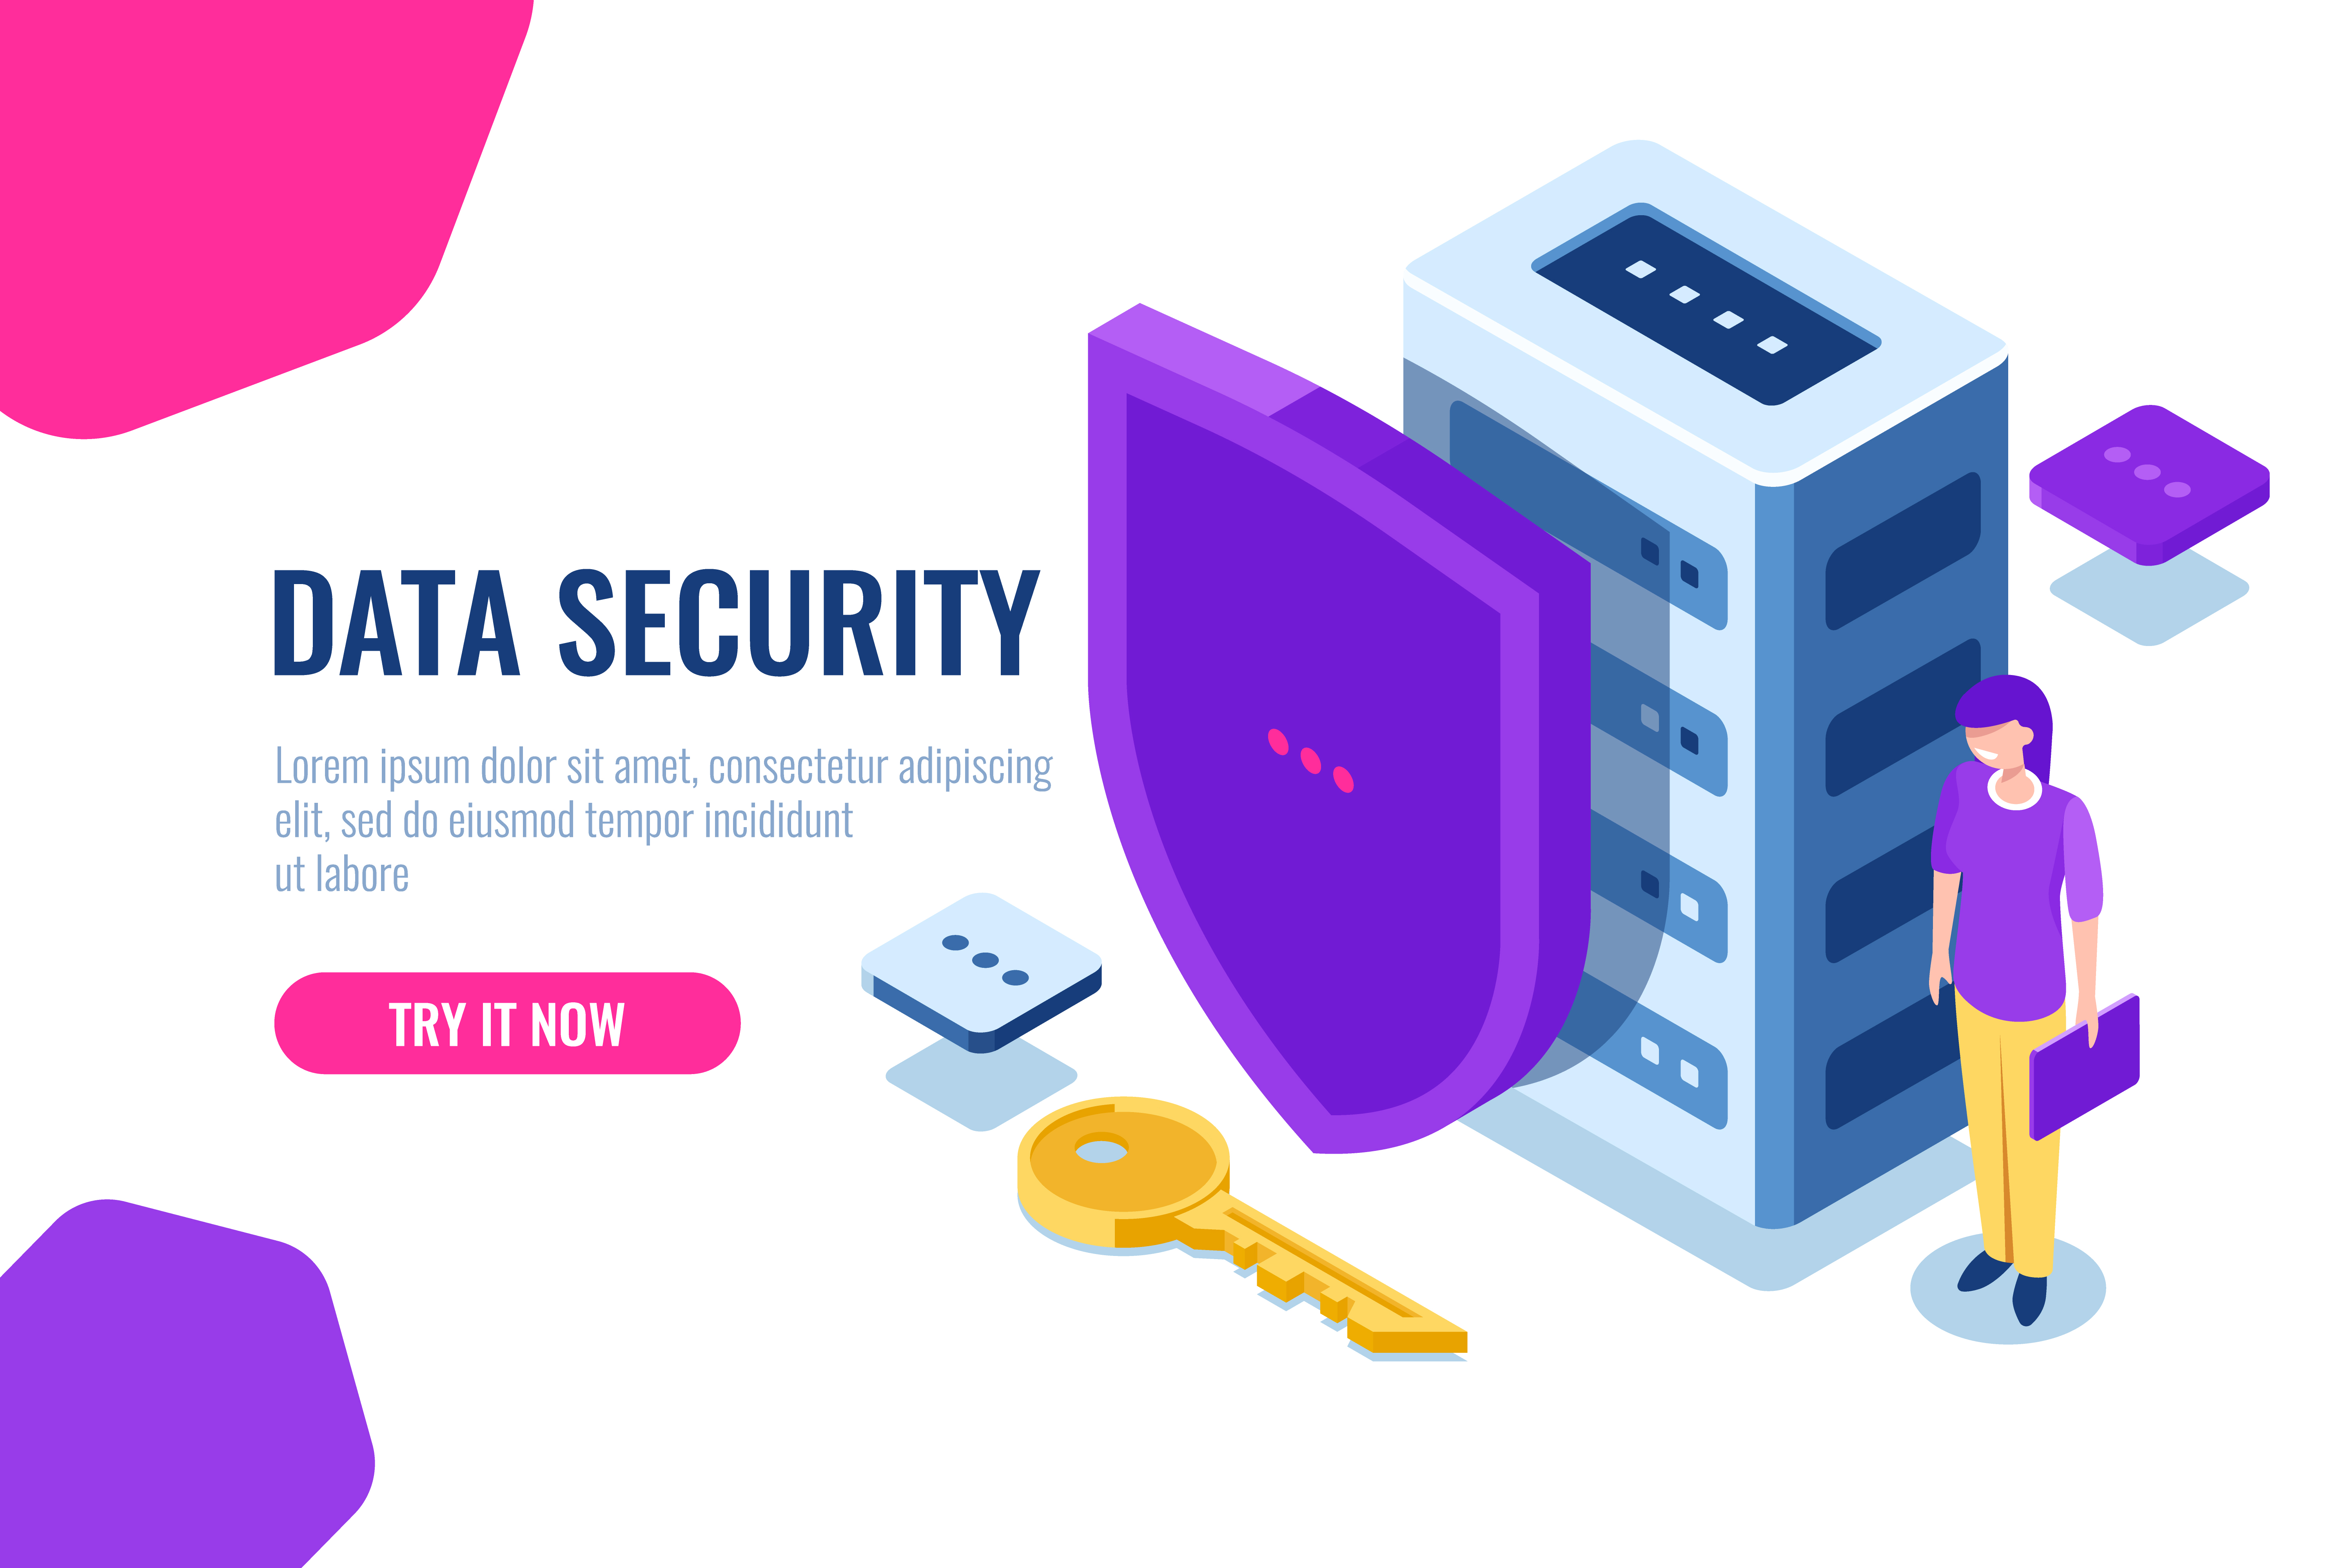 DATA SECURITY
Lorem ipsum dolor sit amet, consectetur adipiscing
elit, sed do eiusmod tempor incididunt
ut labore
TRY IT NOW